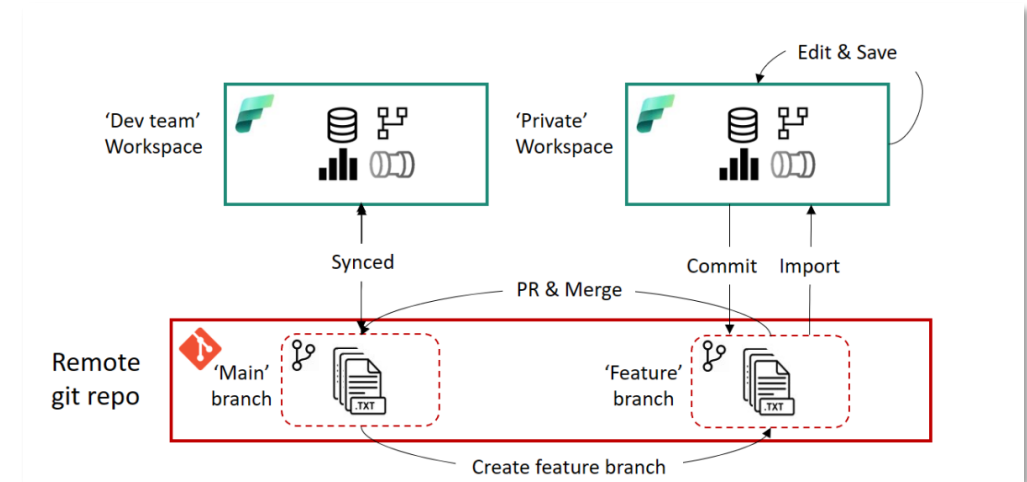 Edit & Save
‘Dev team’
Workspace
‘Private’
Workspace
Synced
Commit
Import
PR & Merge
Remote
git repo
‘Main’
branch
.TXT
‘Feature’
branch
.TXT
Create feature branch